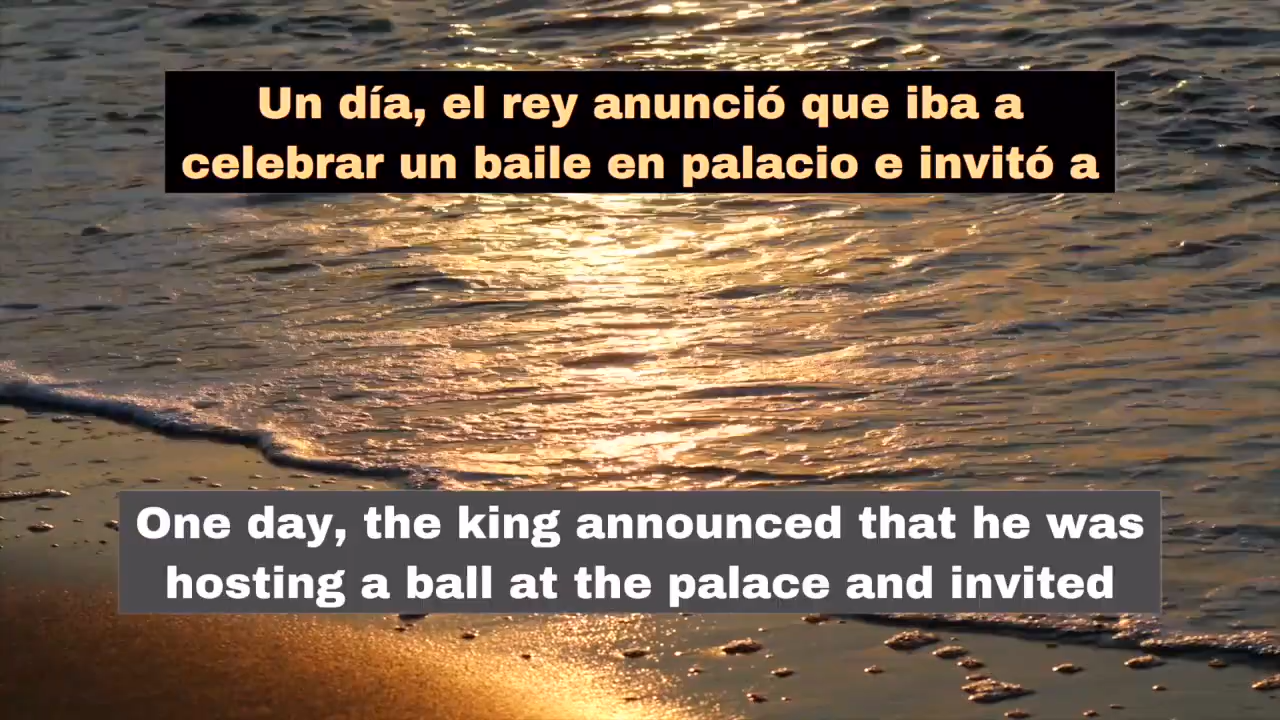 Un día, el rey anunció que iba a
celebrar un baile en palacio e invitó a
One day, the king announced that he was
hosting a ball at the palace and invited